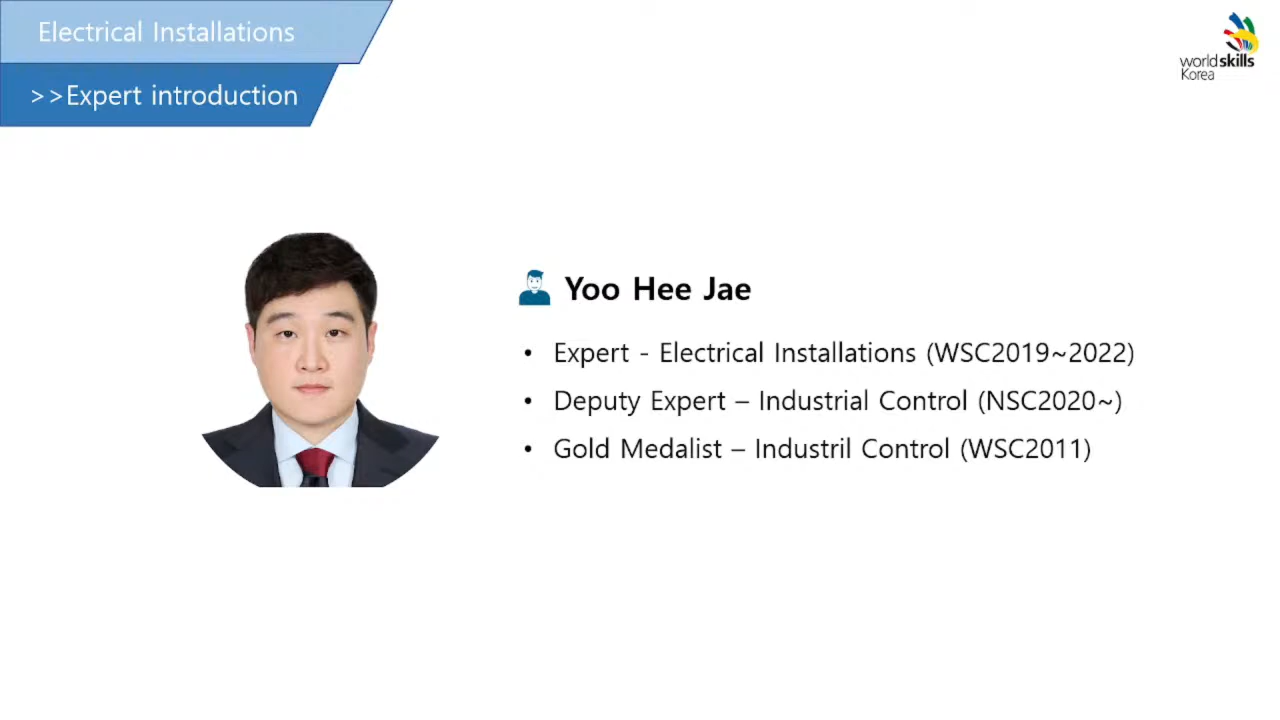 Electrical Installations
>>Expert introduction
worldskills
Korea
Yoo Hee Jae
• Expert - Electrical Installations (WSC2019~2022)
• Deputy Expert – Industrial Control (NSC2020~)
• Gold Medalist – Industril Control (WSC2011)